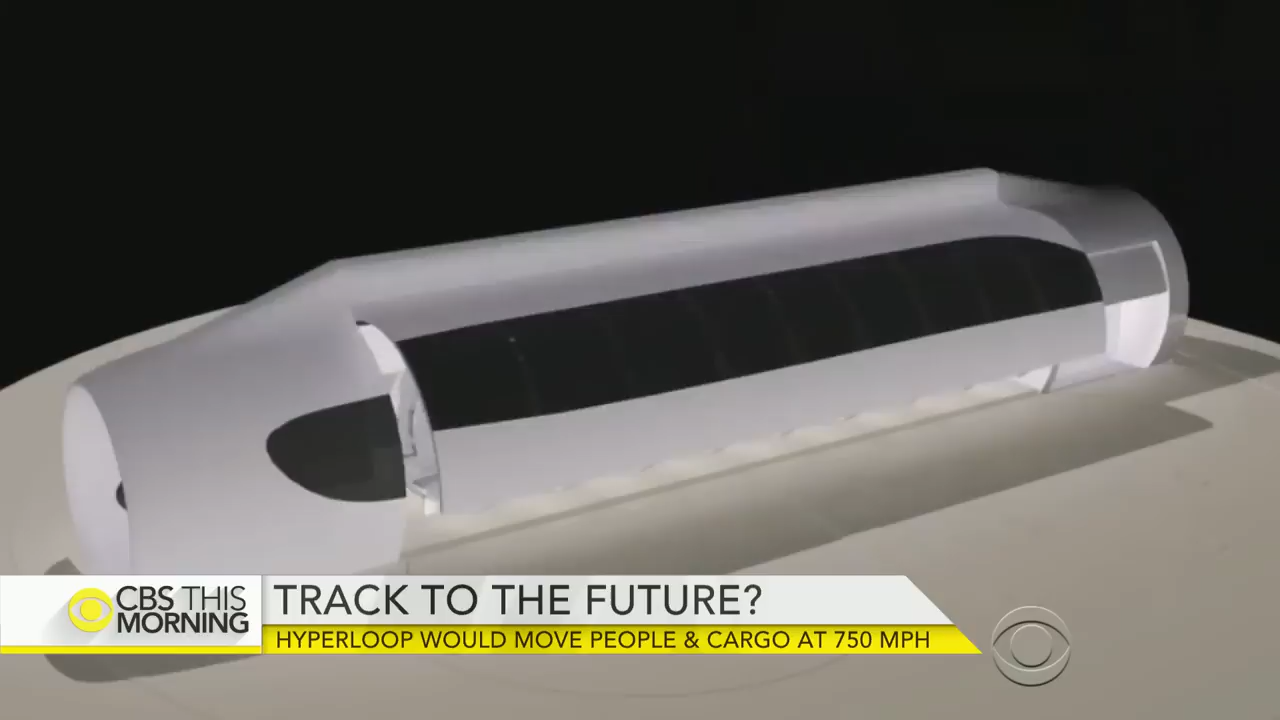 CBS THIS
MORNING
TRACK TO THE FUTURE?
HYPERLOOP WOULD MOVE PEOPLE & CARGO AT 750 MPH